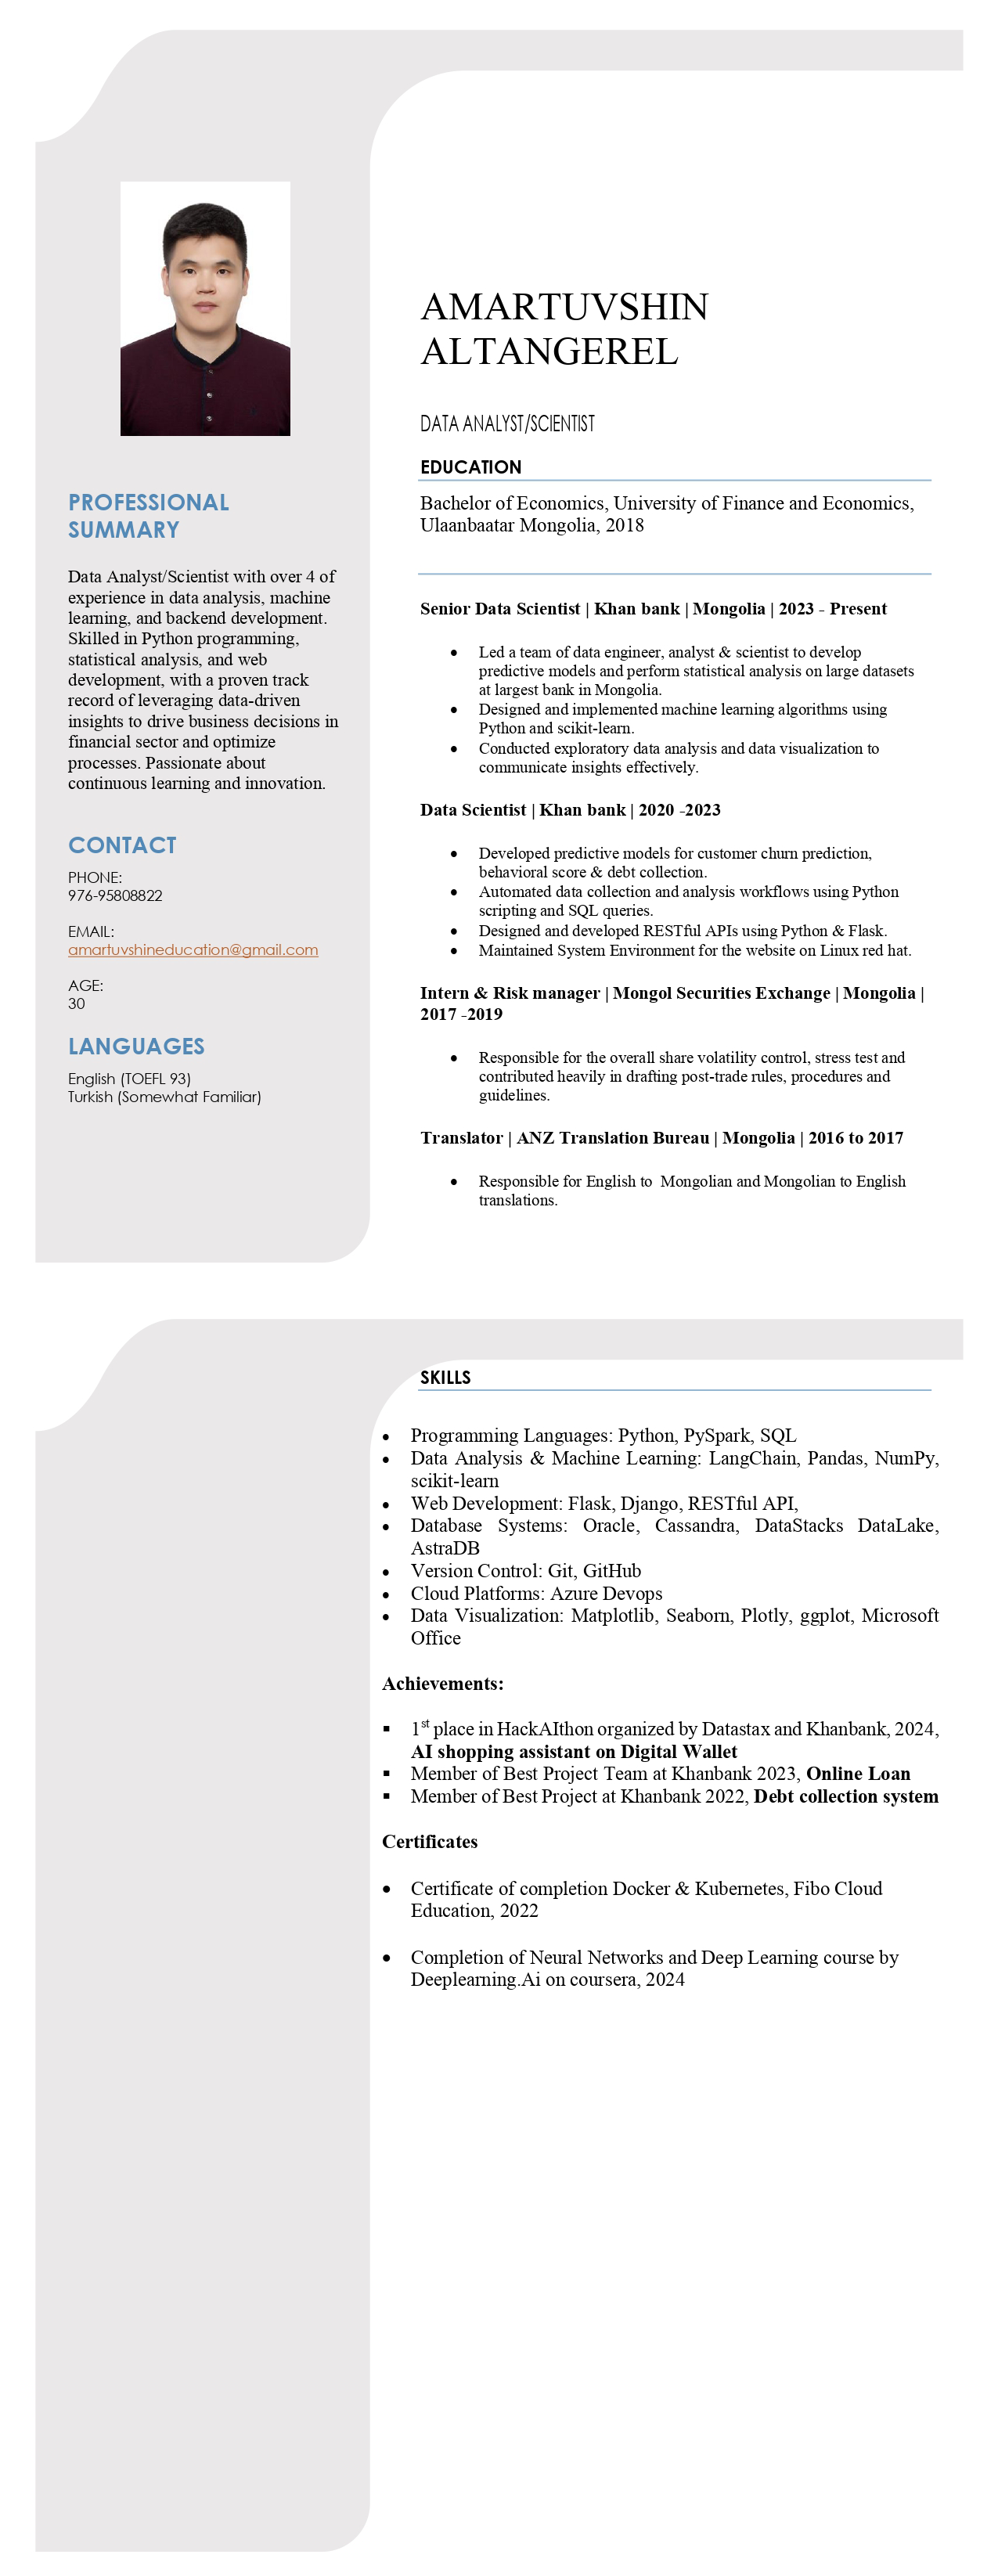 AMARTUVSHIN
ALTANGEREL
DATA ANALYST/SCIENTIST
PROFESSIONAL
SUMMARY
Data Analyst/Scientist with over 4 of
experience in data analysis, machine
learning, and backend development.
Skilled in Python programming,
statistical analysis, and web
development, with a proven track
record of leveraging data-driven
insights to drive business decisions in
financial sector and optimize
processes. Passionate about
continuous learning and innovation.
CONTACT
PHONE:
976-95808822
EMAIL:
amartuvshineducation@gmail.com
AGE:
30
LANGUAGES
English (TOEFL 93)
Turkish (Somewhat Familiar)
EDUCATION
Bachelor of Economics, University of Finance and Economics,
Ulaanbaatar Mongolia, 2018
Senior Data Scientist | Khan bank | Mongolia | 2023 - Present
• Led a team of data engineer, analyst & scientist to develop
predictive models and perform statistical analysis on large datasets
at largest bank in Mongolia.
• Designed and implemented machine learning algorithms using
Python and scikit-learn.
• Conducted exploratory data analysis and data visualization to
communicate insights effectively.
Data Scientist | Khan bank | 2020 -2023
• Developed predictive models for customer churn prediction,
behavioral score & debt collection.
• Automated data collection and analysis workflows using Python
scripting and SQL queries.
• Designed and developed RESTful APIs using Python & Flask.
• Maintained System Environment for the website on Linux red hat.
Intern & Risk manager | Mongol Securities Exchange | Mongolia |
2017 -2019
• Responsible for the overall share volatility control, stress test and
contributed heavily in drafting post-trade rules, procedures and
guidelines.
Translator | ANZ Translation Bureau | Mongolia | 2016 to 2017
• Responsible for English to  Mongolian and Mongolian to English
translations.
SKILLS
• Programming Languages: Python, PySpark, SQL
• Data Analysis & Machine Learning: LangChain, Pandas, NumPy,
scikit-learn
• Web Development: Flask, Django, RESTful API,
• Database Systems: Oracle, Cassandra, DataStacks DataLake,
AstraDB
• Version Control: Git, GitHub
• Cloud Platforms: Azure Devops
• Data Visualization: Matplotlib, Seaborn, Plotly, ggplot, Microsoft
Office
Achievements:
▪ 1st place in HackAIthon organized by Datastax and Khanbank, 2024,
AI shopping assistant on Digital Wallet
▪ Member of Best Project Team at Khanbank 2023, Online Loan
▪ Member of Best Project at Khanbank 2022, Debt collection system
Certificates
• Certificate of completion Docker & Kubernetes, Fibo Cloud
Education, 2022
• Completion of Neural Networks and Deep Learning course by
Deeplearning.Ai on coursera, 2024